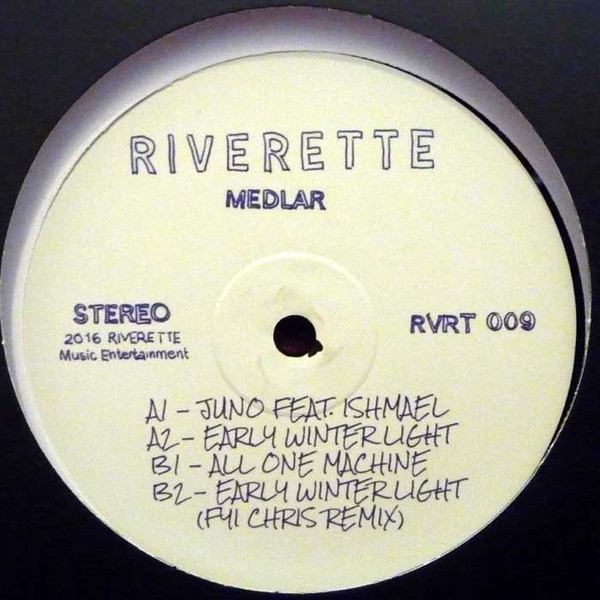 RIVERETTE
MEDLAR
STEREO
2016 RIVERETTE
Music Entertainment
RVRT 009
A1 - JUNO FEAT. ISHMAEL
A2 - EARLY WINTER LIGHT
B1 - ALL ONE MACHINE
B2 - EARLY WINTER LIGHT
(FYI CHRIS REMIX)